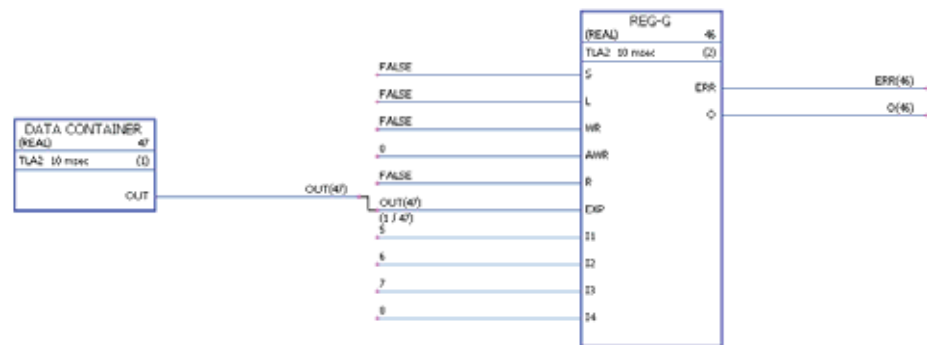 REG-G
(REAL) 46
TLA2 10 msec (2)
FALSE
S
ERR
ERR(46)
FALSE
L
O
O(46)
FALSE
WR
DATA CONTAINER
(REAL) 47
TLA2 10 msec (1)
0
AWR
FALSE
R
OUT
OUT(47)
OUT(47)
EXP
(1 / 47)
5
I1
6
I2
7
I3
8
I4